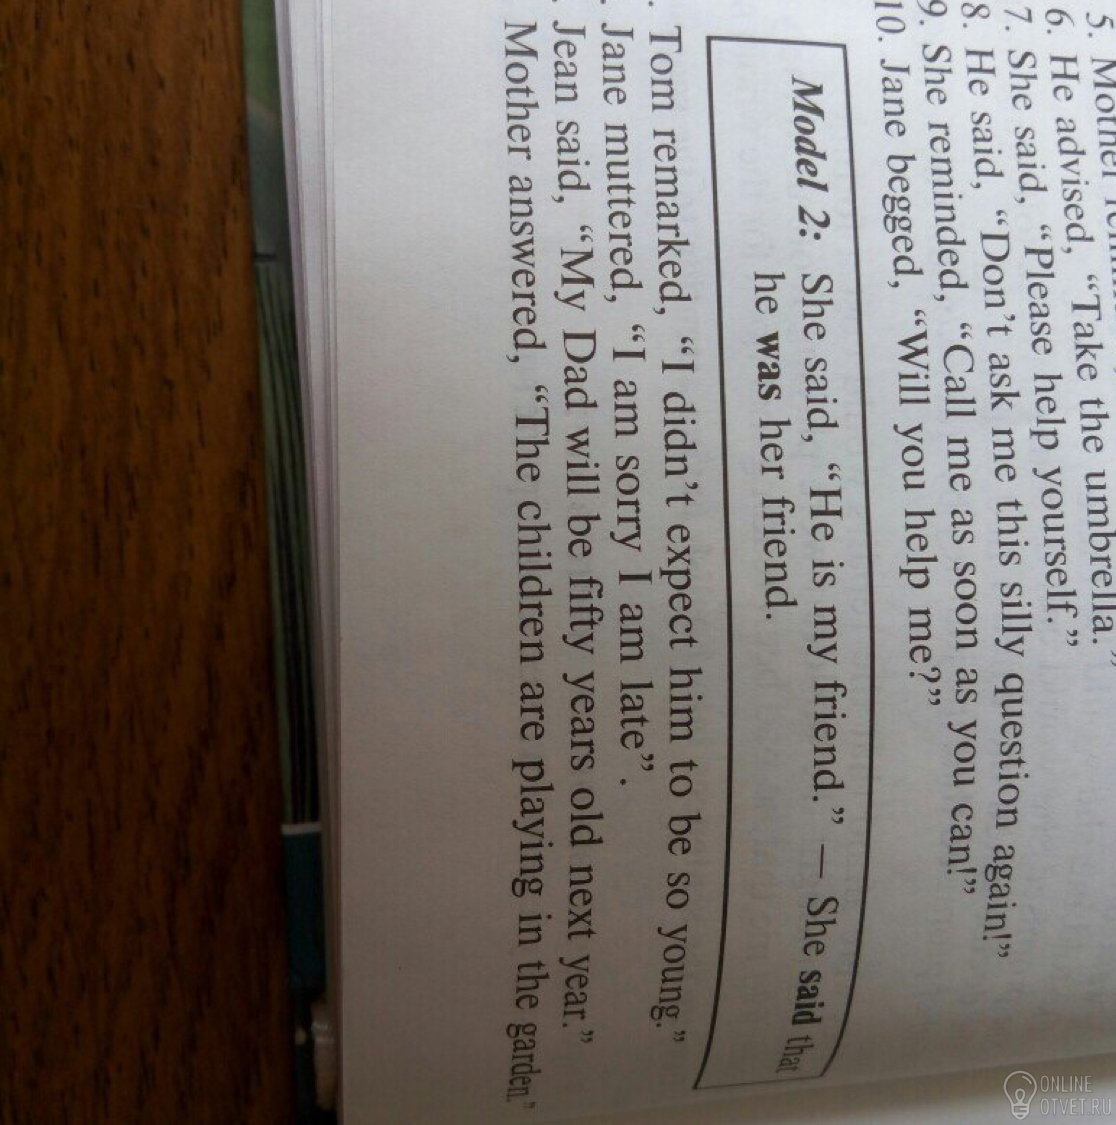 5. Mother
6. He advised, “Take the umbrella.”
7. She said, “Please help yourself.”
8. He said, “Don’t ask me this silly question again!”
9. She reminded, “Call me as soon as you can!”
10. Jane begged, “Will you help me?”
Model 2: She said, “He is my friend.” – She said that
he was her friend.
. Tom remarked, “I didn’t expect him to be so young.”
. Jane muttered, “I am sorry I am late”.
. Jean said, “My Dad will be fifty years old next year.”
Mother answered, “The children are playing in the garden.”
ONLINE
OTVET.RU